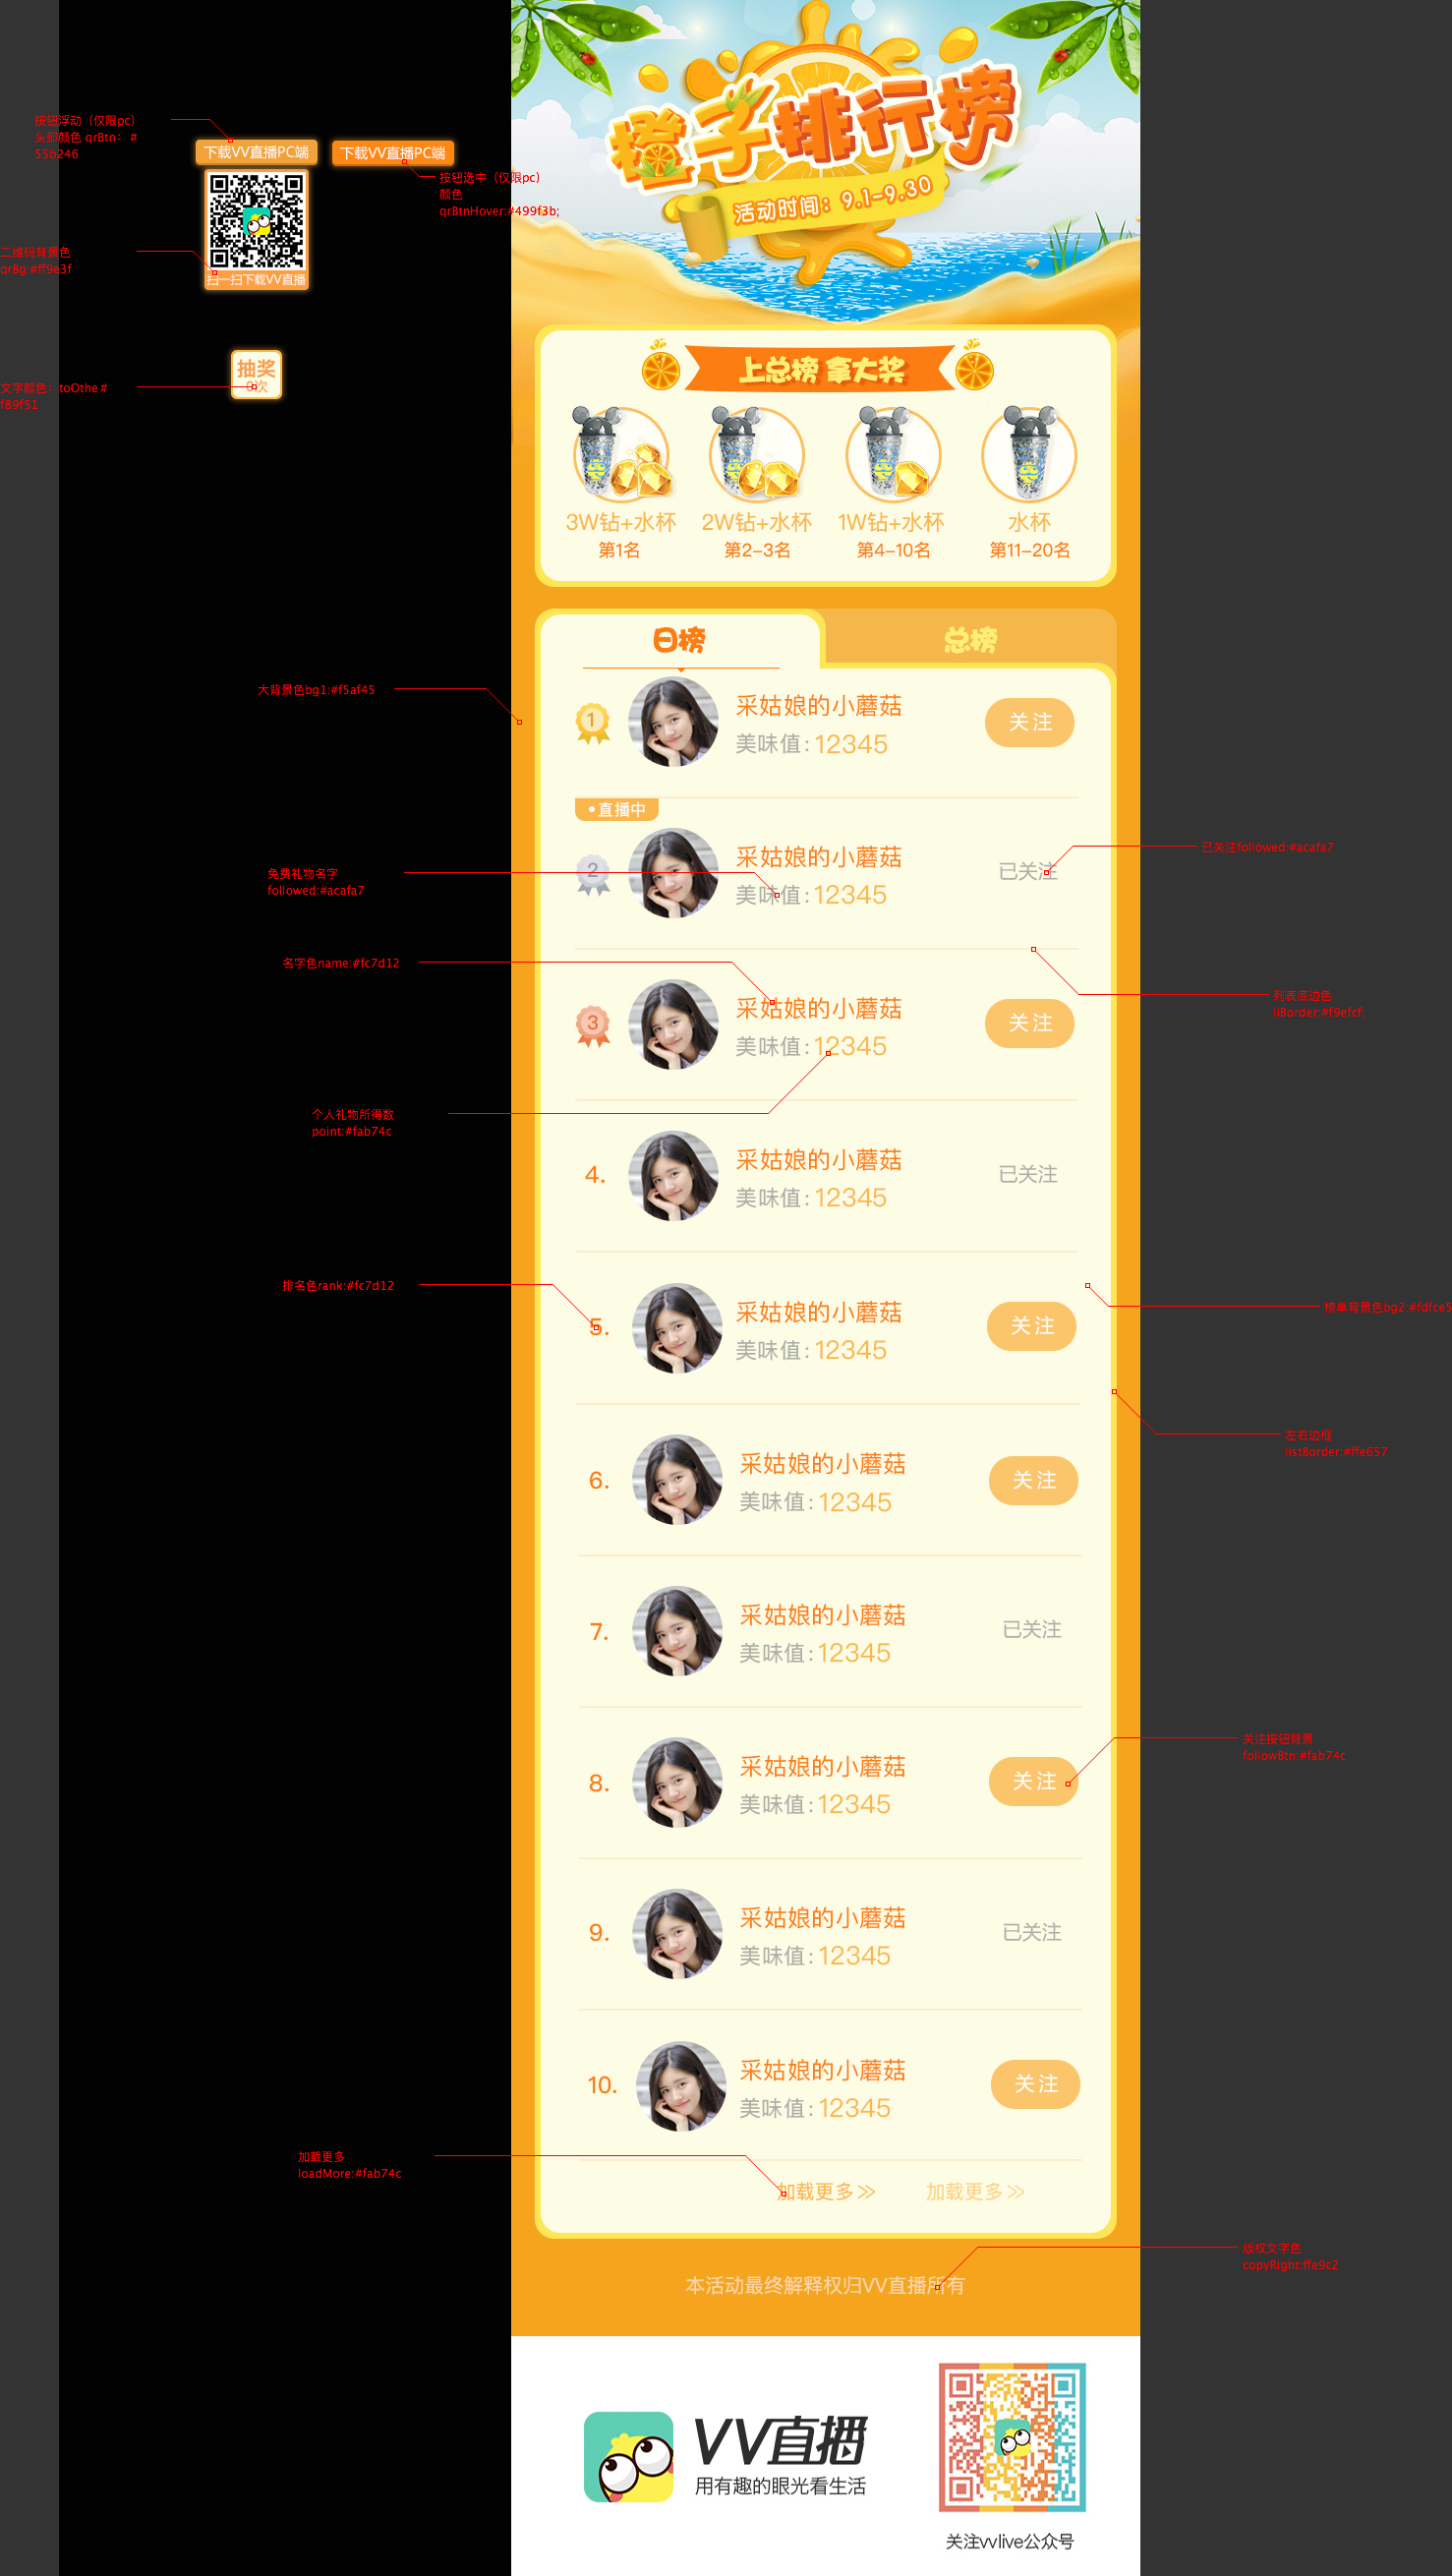 橙子排行榜
活动时间：9.1-9.30
按钮浮动（仅限pc）
头部颜色 qrBtn： #
55b246
下载VV直播PC端
下载VV直播PC端
按钮选中（仅限pc）
颜色
qrBtnHover:#499f3b;
二维码背景色
qrBg:#ff9e3f
扫一扫下载VV直播
抽奖
0次
文字颜色：toOthe #
f89f51
上总榜 拿大奖
3W钻+水杯
2W钻+水杯
1W钻+水杯
水杯
第1名
第2-3名
第4-10名
第11-20名
日榜
总榜
大背景色bg1:#f5af45
1
采姑娘的小蘑菇
美味值:12345
关注
•直播中
2
采姑娘的小蘑菇
美味值:12345
已关注
已关注followed:#acafa7
免费礼物名字
followed:#acafa7
名字色name:#fc7d12
列表底边色
liBorder:#f9efcf;
3
采姑娘的小蘑菇
美味值:12345
关注
个人礼物所得数
point:#fab74c
4.
采姑娘的小蘑菇
美味值:12345
已关注
排名色rank:#fc7d12
榜单背景色bg2:#fdfce5
5.
采姑娘的小蘑菇
美味值:12345
关注
左右边框
listBorder:#ffe657
6.
采姑娘的小蘑菇
美味值:12345
关注
7.
采姑娘的小蘑菇
美味值:12345
已关注
关注按钮背景
followBtn:#fab74c
8.
采姑娘的小蘑菇
美味值:12345
关注
9.
采姑娘的小蘑菇
美味值:12345
已关注
10.
采姑娘的小蘑菇
美味值:12345
关注
加载更多
loadMore:#fab74c
加载更多
加载更多
版权文字色
copyRight:ffe9c2
本活动最终解释权归VV直播所有
VV直播
用有趣的眼光看生活
关注vvlive公众号